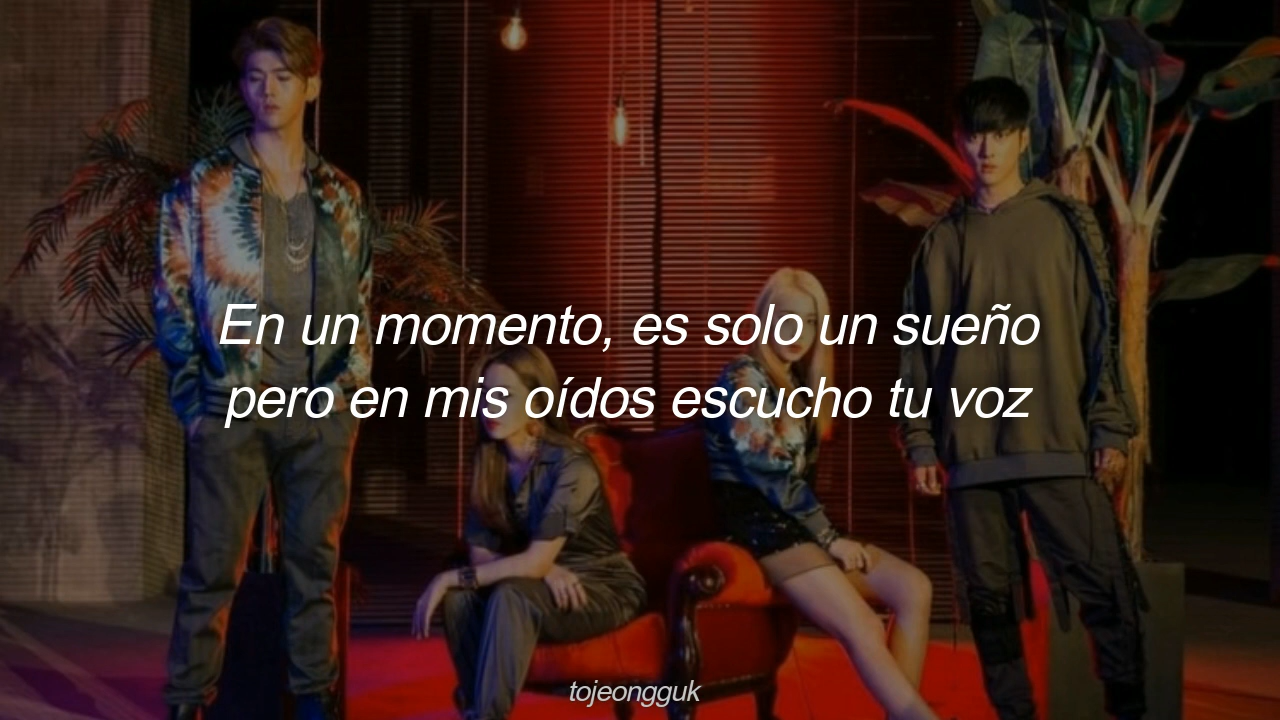 En un momento, es solo un sueño
pero en mis oídos escucho tu voz
tojeongguk